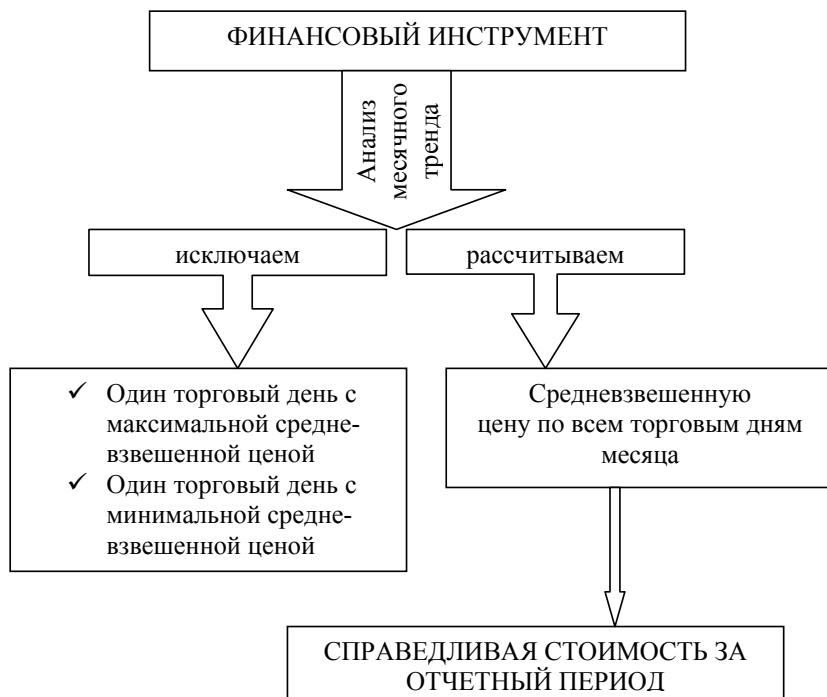 ФИНАНСОВЫЙ ИНСТРУМЕНТ
Анализ
месячного
тренда
исключаем
рассчитываем
✓ Один торговый день с
максимальной средне-
взвешенной ценой
✓ Один торговый день с
минимальной средне-
взвешенной ценой
Средневзвешенную
цену по всем торговым дням
месяца
СПРАВЕДЛИВАЯ СТОИМОСТЬ ЗА
ОТЧЕТНЫЙ ПЕРИОД